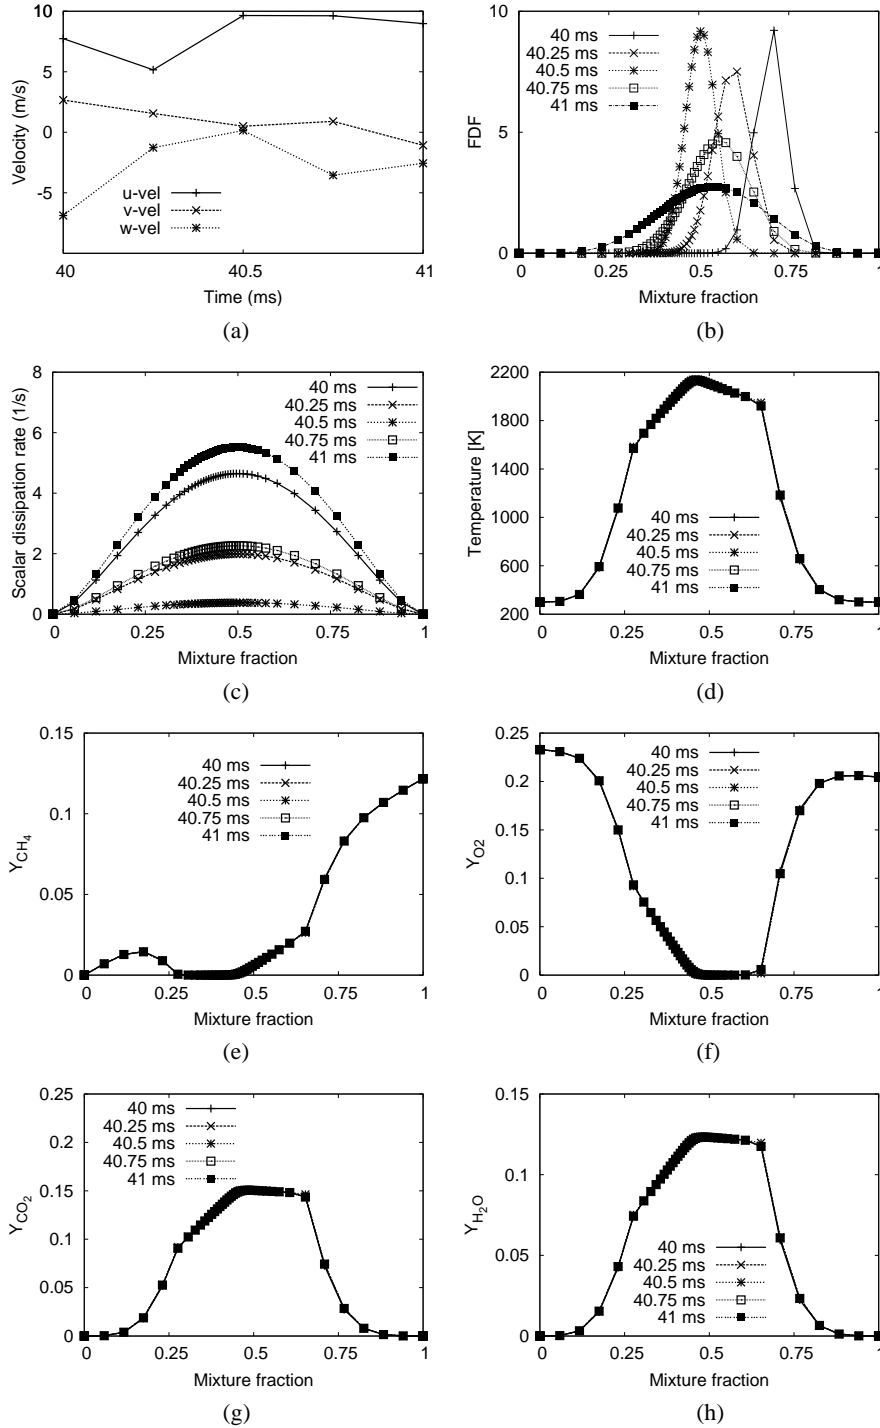 10
5
0
-5
Velocity (m/s)
u-vel
v-vel
w-vel
40
40.5
41
Time (ms)
(a)
10
5
0
FDF
40 ms
40.25 ms
40.5 ms
40.75 ms
41 ms
0
0.25
0.5
0.75
1
Mixture fraction
(b)
8
6
4
2
0
Scalar dissipation rate (1/s)
40 ms
40.25 ms
40.5 ms
40.75 ms
41 ms
0
0.25
0.5
0.75
1
Mixture fraction
(c)
2200
1800
1400
1000
600
200
Temperature [K]
40 ms
40.25 ms
40.5 ms
40.75 ms
41 ms
0
0.25
0.5
0.75
1
Mixture fraction
(d)
0.15
0.1
0.05
0
Y_CH4
40 ms
40.25 ms
40.5 ms
40.75 ms
41 ms
0
0.25
0.5
0.75
1
Mixture fraction
(e)
0.25
0.2
0.15
0.1
0.05
0
Y_O2
40 ms
40.25 ms
40.5 ms
40.75 ms
41 ms
0
0.25
0.5
0.75
1
Mixture fraction
(f)
0.25
0.2
0.15
0.1
0.05
0
Y_CO2
40 ms
40.25 ms
40.5 ms
40.75 ms
41 ms
0
0.25
0.5
0.75
1
Mixture fraction
(g)
0.15
0.1
0.05
0
Y_H2O
40 ms
40.25 ms
40.5 ms
40.75 ms
41 ms
0
0.25
0.5
0.75
1
Mixture fraction
(h)